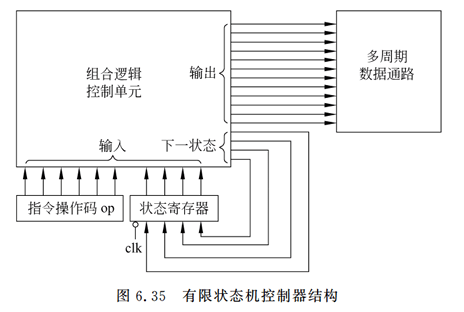 组合逻辑
控制单元
输出
多周期
数据通路
输入
下一状态
指令操作码 op
状态寄存器
clk
图 6.35 有限状态机控制器结构